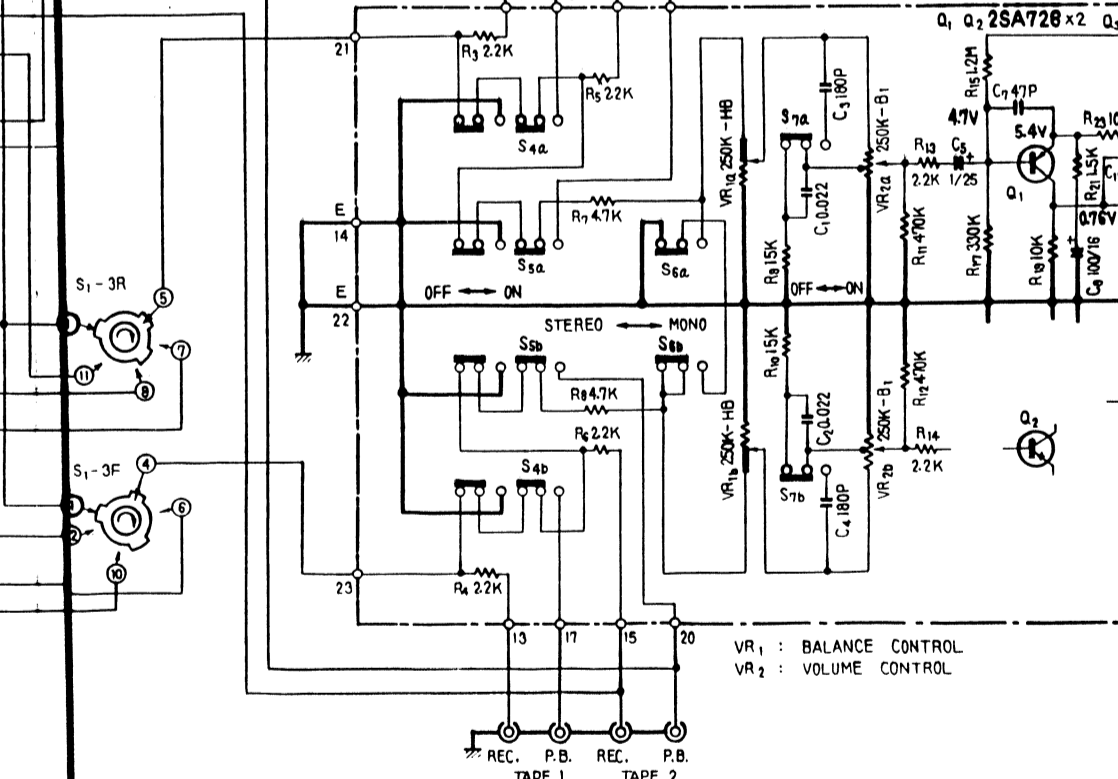 Q1 Q2 2SA726×2 Q3
21
R3 2.2K
R5 2.2K
R15 1.2M
C7 47P
4.7V
5.4V
R23 10
S4a
VR1a 250K-HB
S7a
C3 180P
250K-B1
VR2a
R13
2.2K
C5
+
1/25
Q1
R21 1.5K
C1
0.76V
E
14
R7 4.7K
C1 0.022
R11 470K
R17 330K
R19 10K
+
C9 100/16
S5a
S6a
R9 15K
S1-3R
5
OFF ↔ ON
OFF ↔ ON
E
22
STEREO ↔ MONO
7
11
8
S5b
S6b
R10 15K
R12 470K
R8 4.7K
VR1b 250K-HB
C2 0.022
250K-B1
VR2b
R14
2.2K
Q2
R6 2.2K
S1-3F
4
S4b
S7b
C4 180P
6
2
10
23
R4 2.2K
13
17
15
20
VR1 : BALANCE CONTROL
VR2 : VOLUME CONTROL
REC. P.B. REC. P.B.
TAPE 1 TAPE 2